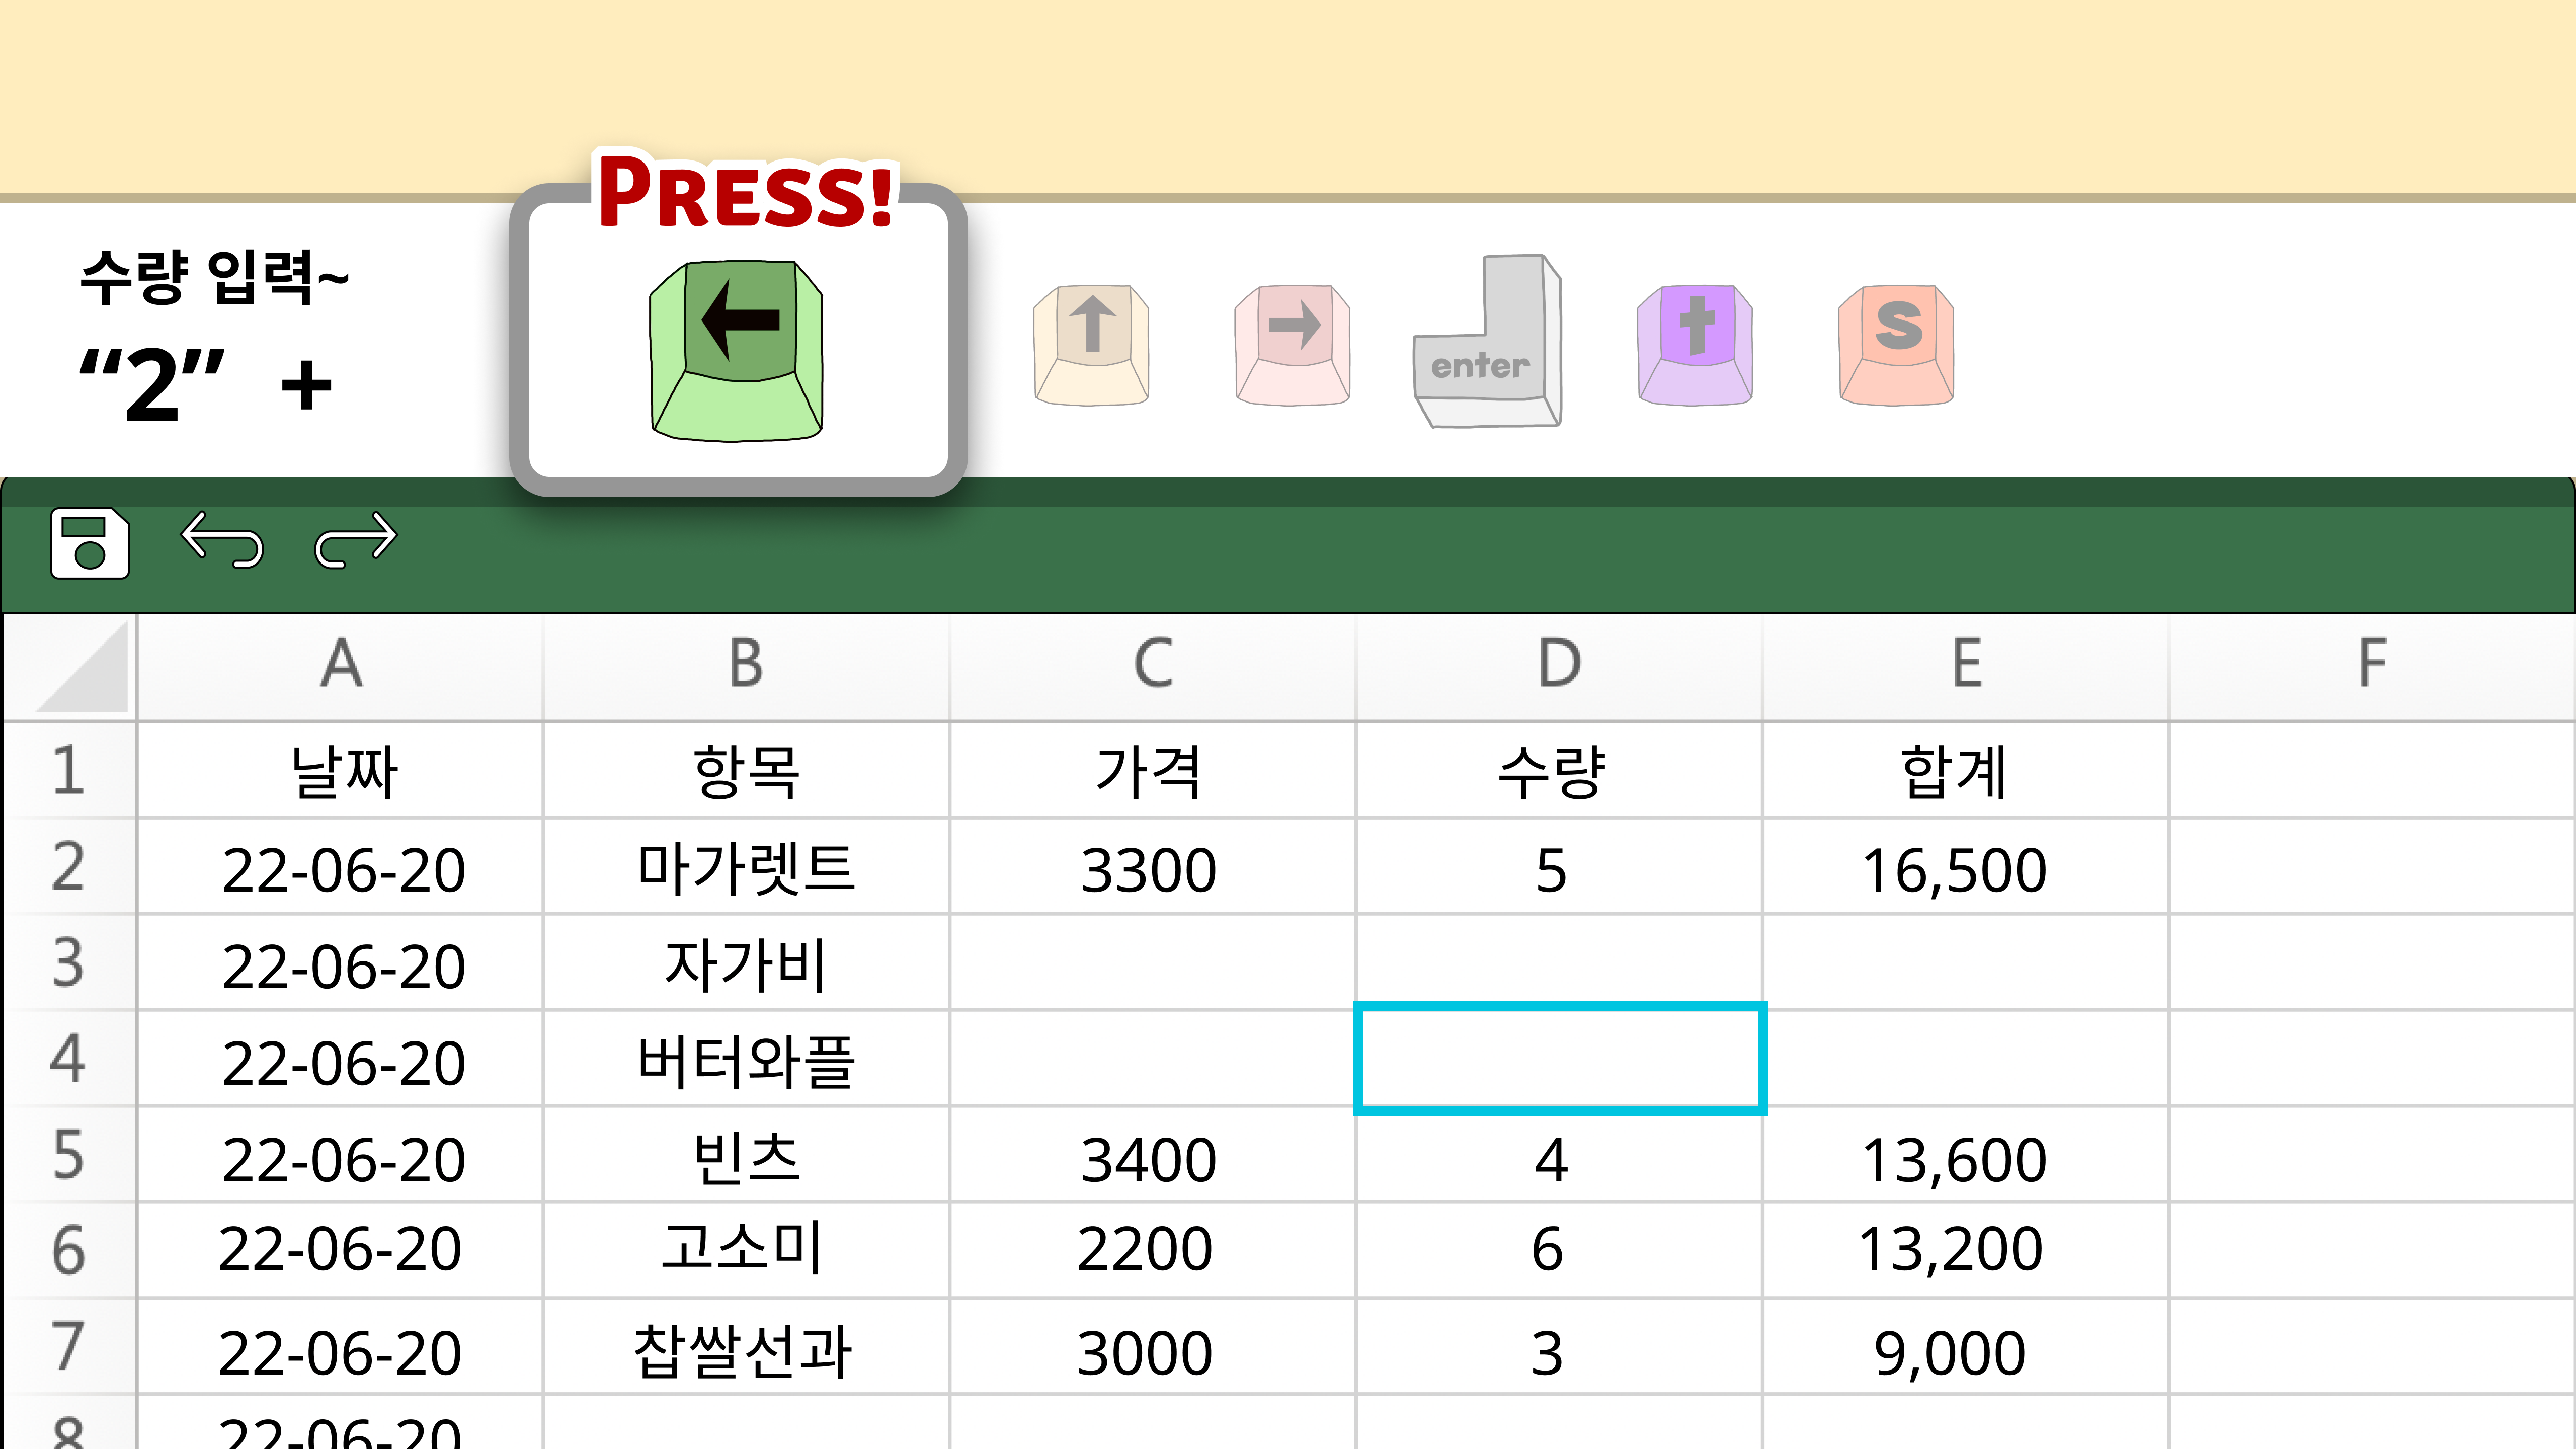 PRESS!
수량 입력~
“2” +
←
↑
→
enter
t
s
A B C D E F
1 날짜 항목 가격 수량 합계
2 22-06-20 마가렛트 3300 5 16,500
3 22-06-20 자가비
4 22-06-20 버터와플
5 22-06-20 빈츠 3400 4 13,600
6 22-06-20 고소미 2200 6 13,200
7 22-06-20 찹쌀선과 3000 3 9,000
8 22-06-20